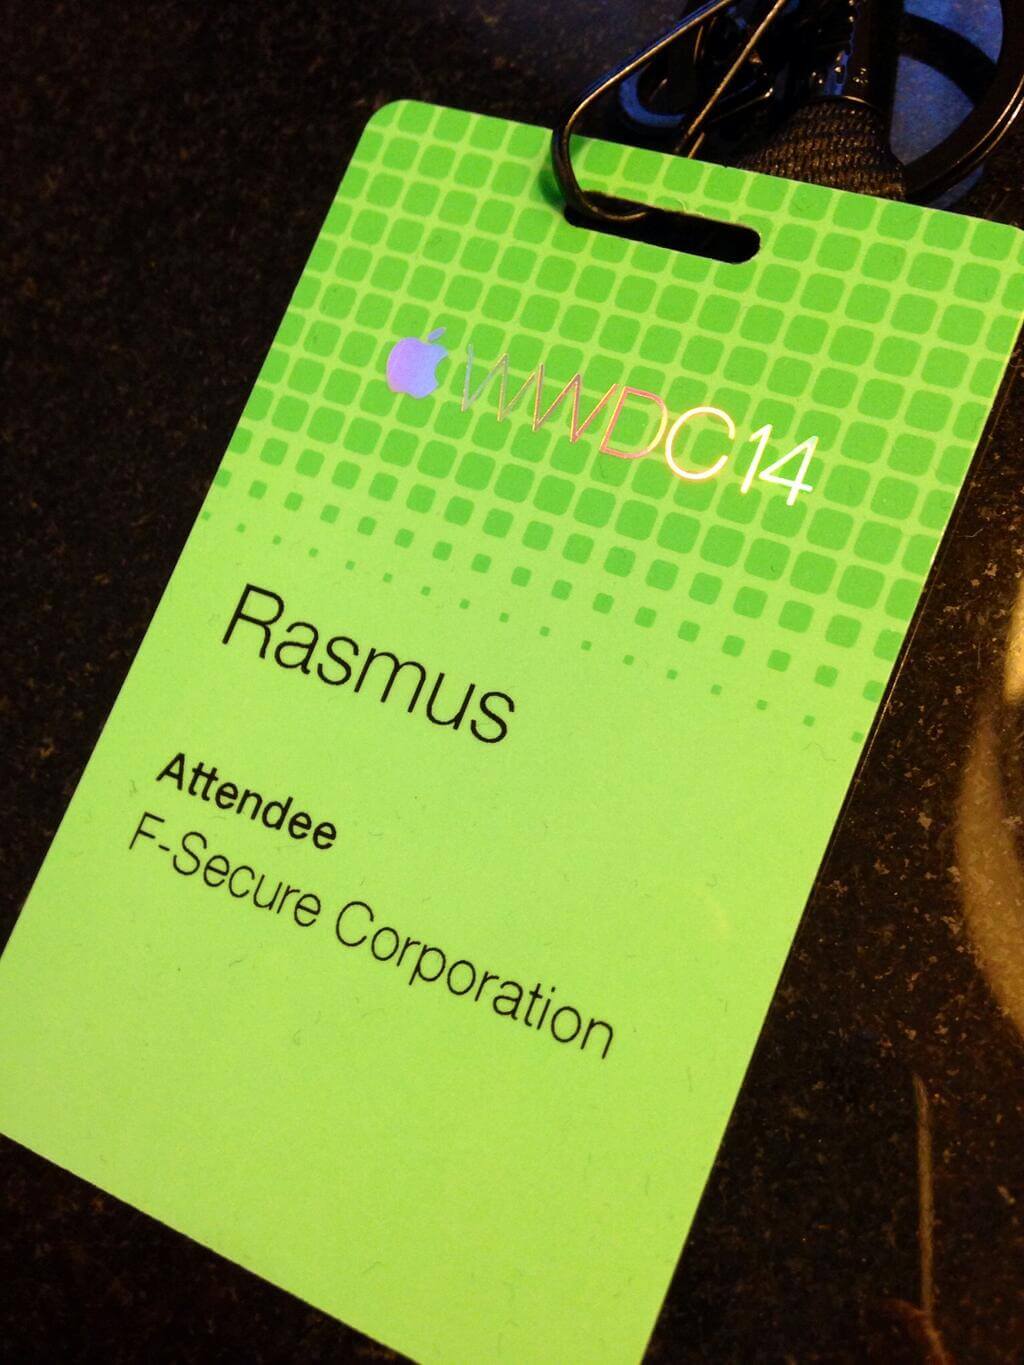 WWDC14
Rasmus
Attendee
F-Secure Corporation